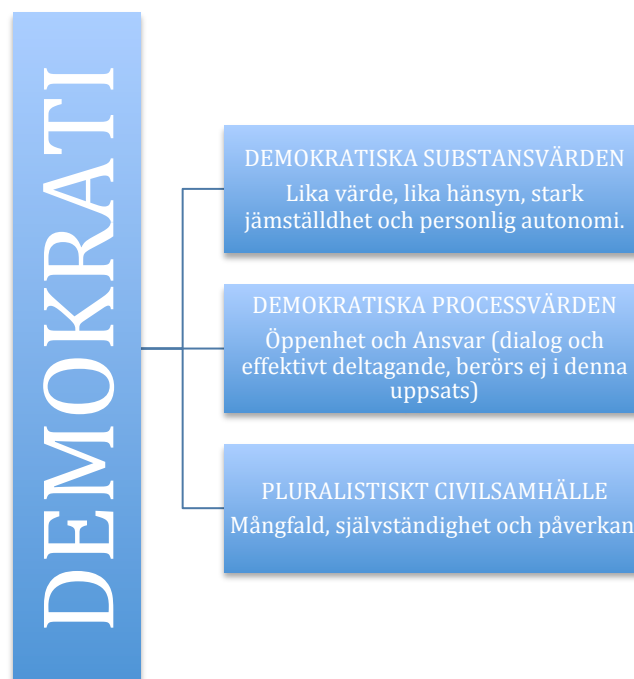 DEMOKRATI
DEMOKRATISKA SUBSTANSVÄRDEN
Lika värde, lika hänsyn, stark
jämställdhet och personlig autonomi.
DEMOKRATISKA PROCESSVÄRDEN
Öppenhet och Ansvar (dialog och
effektivt deltagande, berörs ej i denna
uppsats)
PLURALISTISKT CIVILSAMHÄLLE
Mångfald, självständighet och påverkan